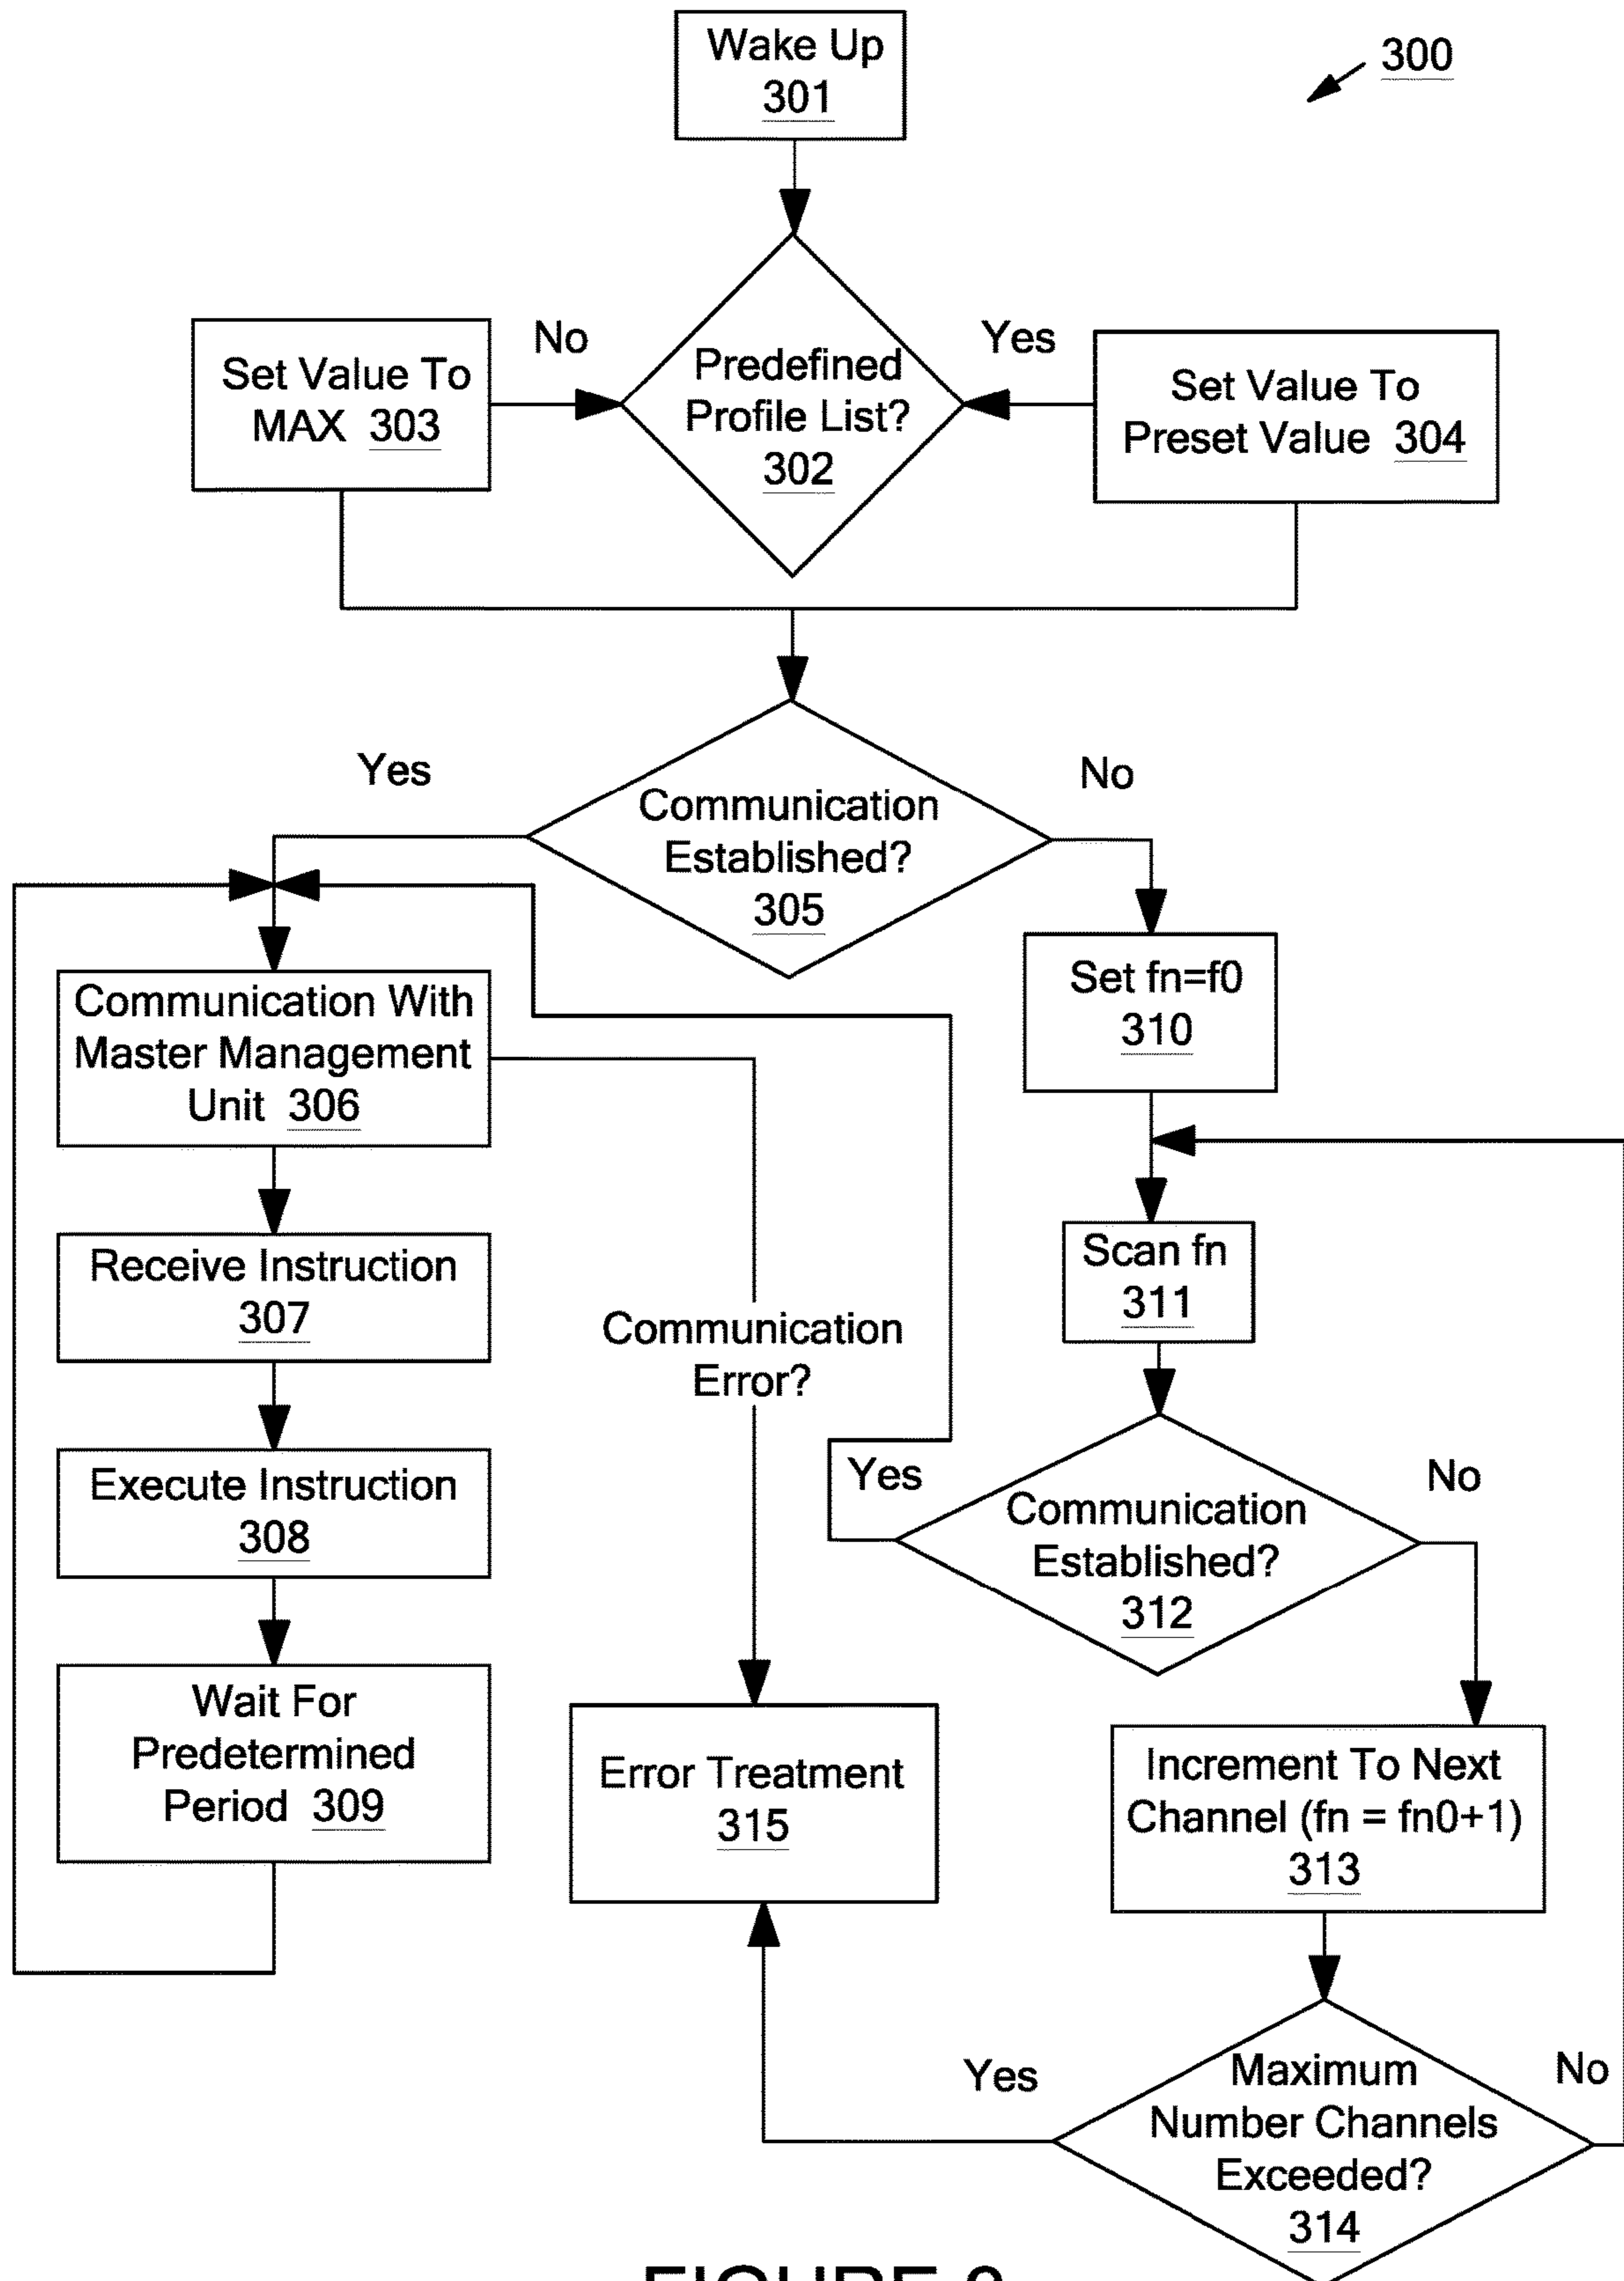 Wake Up
301
300
No
Yes
Set Value To
MAX 303
Predefined
Profile List?
302
Set Value To
Preset Value 304
Yes
No
Communication
Established?
305
Communication With
Master Management
Unit 306
Set fn=f0
310
Receive Instruction
307
Scan fn
311
Communication
Error?
Execute Instruction
308
Yes
No
Communication
Established?
312
Wait For
Predetermined
Period 309
Error Treatment
315
Increment To Next
Channel (fn = fn0+1)
313
Yes
No
Maximum
Number Channels
Exceeded?
314
FIGURE